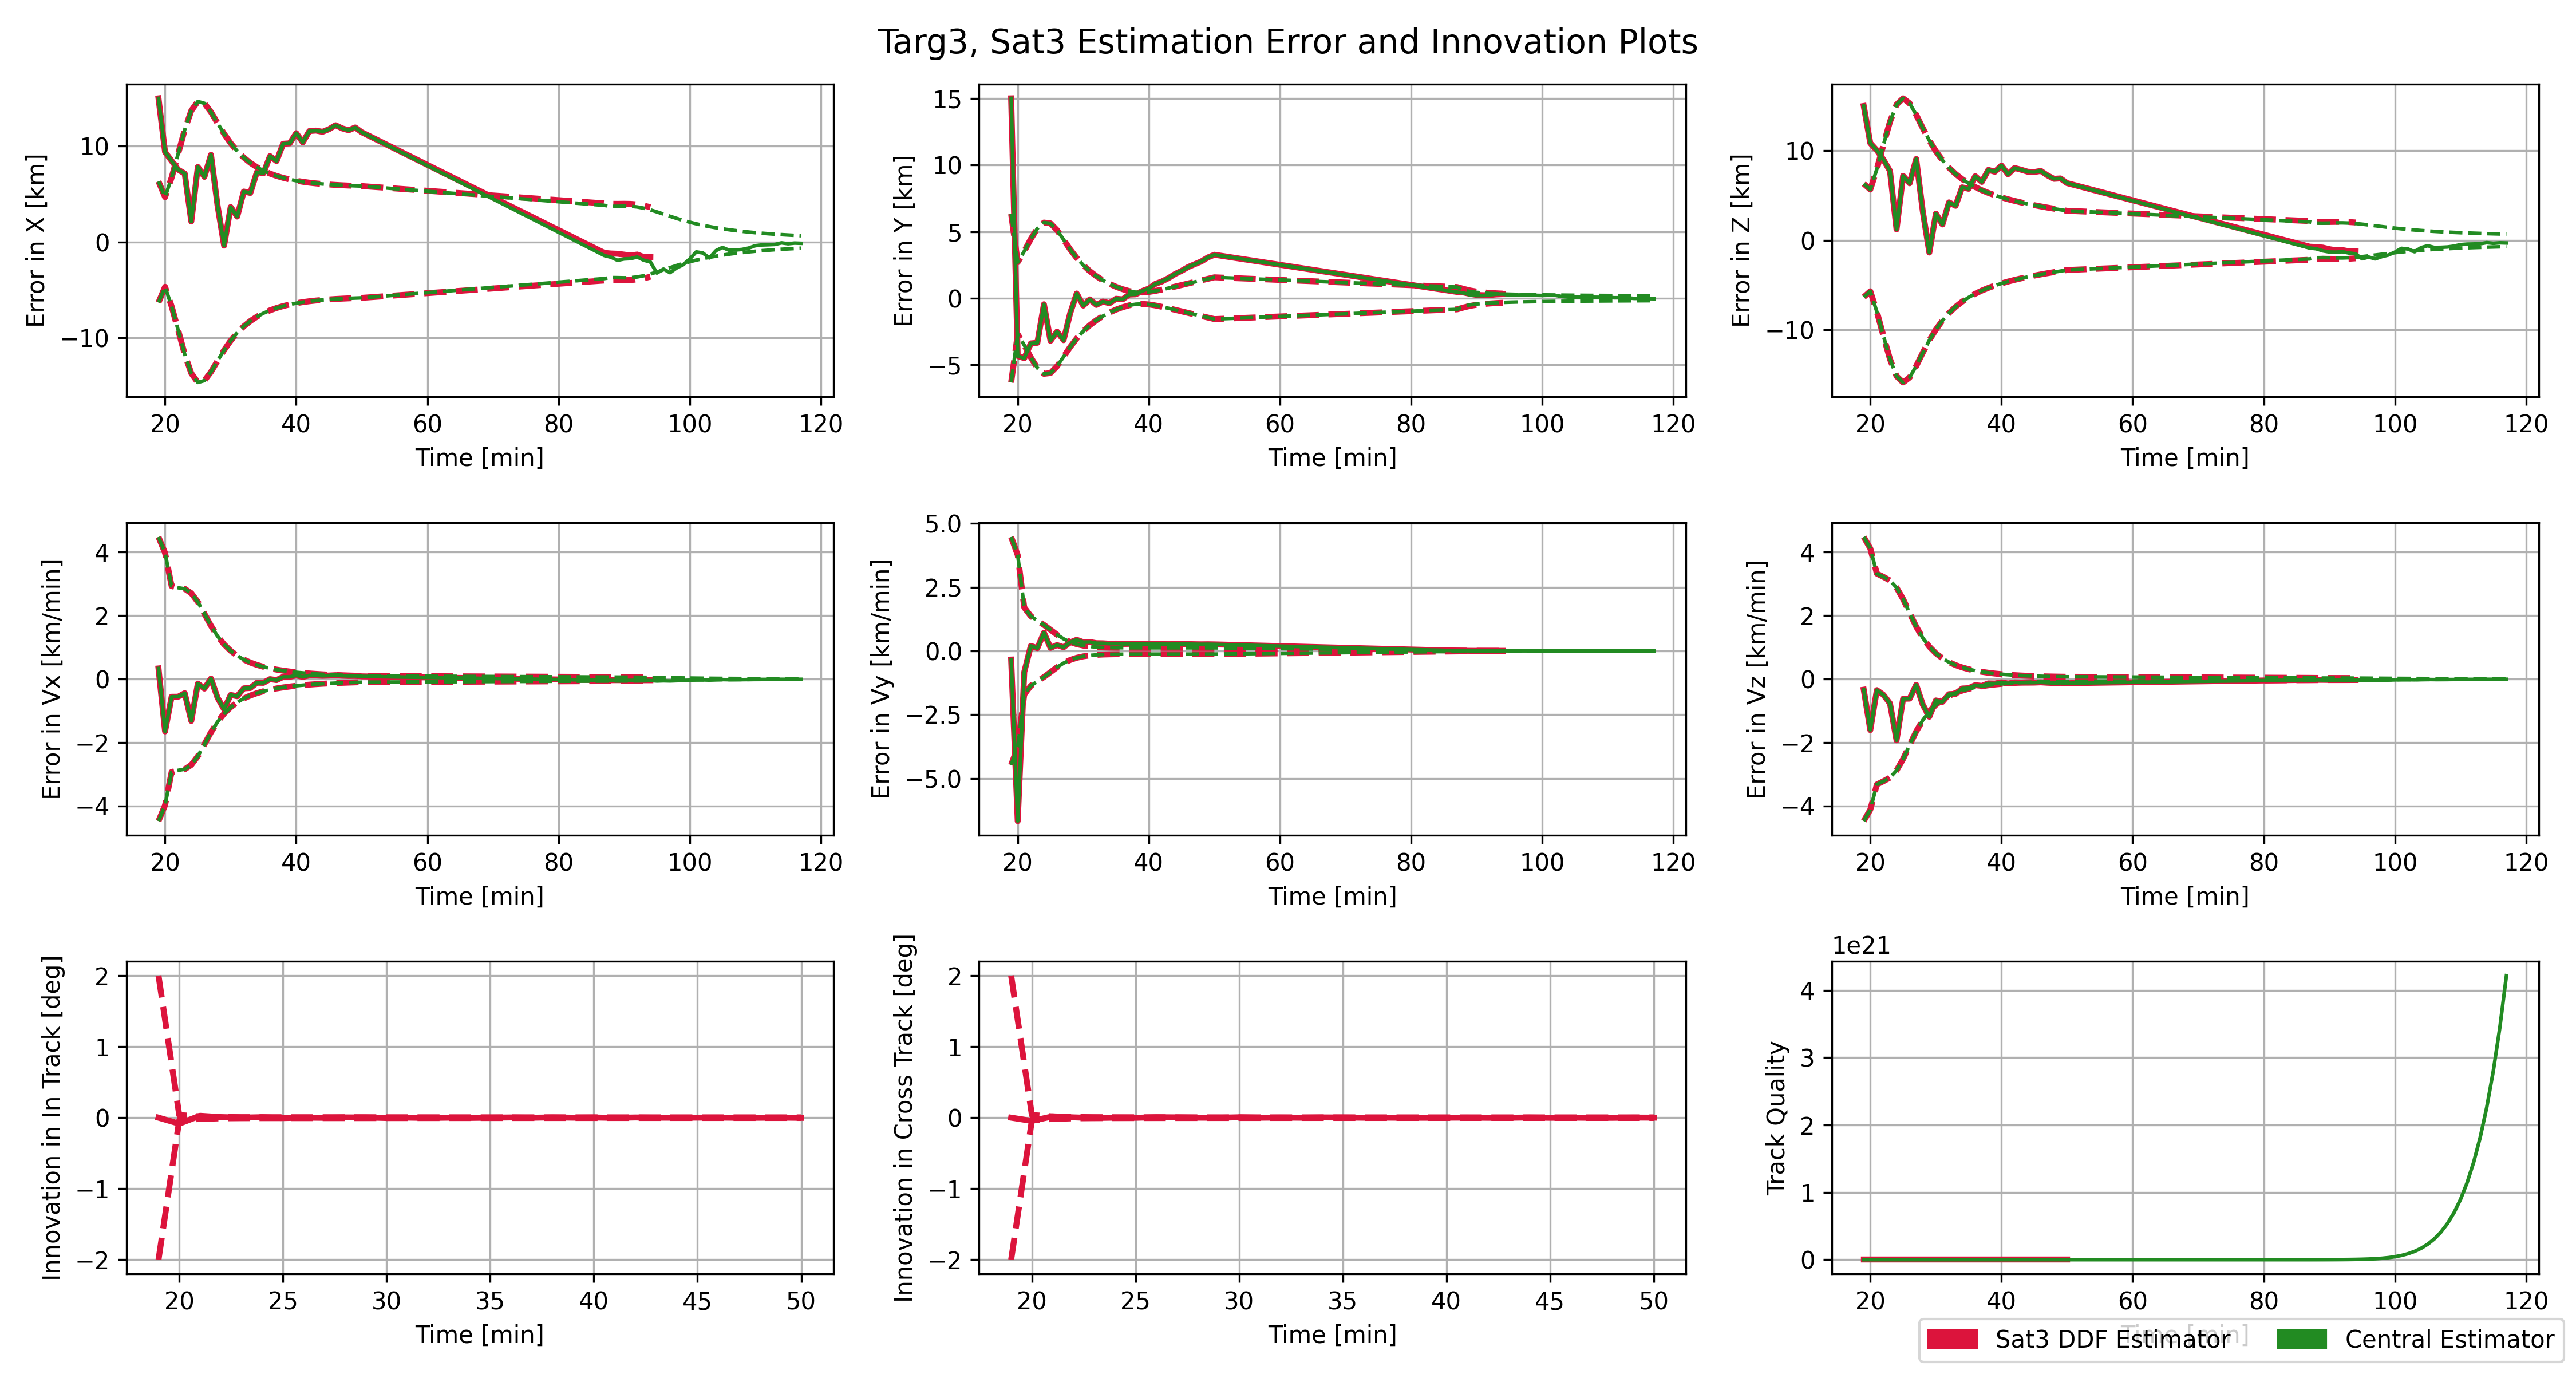 Targ3, Sat3 Estimation Error and Innovation Plots
Error in X [km]
10
0
−10
20 40 60 80 100 120
Time [min]
Error in Y [km]
15
10
5
0
−5
20 40 60 80 100 120
Time [min]
Error in Z [km]
10
0
−10
20 40 60 80 100 120
Time [min]
Error in Vx [km/min]
4
2
0
−2
−4
20 40 60 80 100 120
Time [min]
Error in Vy [km/min]
5.0
2.5
0.0
−2.5
−5.0
20 40 60 80 100 120
Time [min]
Error in Vz [km/min]
4
2
0
−2
−4
20 40 60 80 100 120
Time [min]
Innovation in In Track [deg]
2
1
0
−1
−2
20 25 30 35 40 45 50
Time [min]
Innovation in Cross Track [deg]
2
1
0
−1
−2
20 25 30 35 40 45 50
Time [min]
1e21
Track Quality
4
3
2
1
0
20 40 60 80 100 120
Time [min]
Sat3 DDF Estimator
Central Estimator